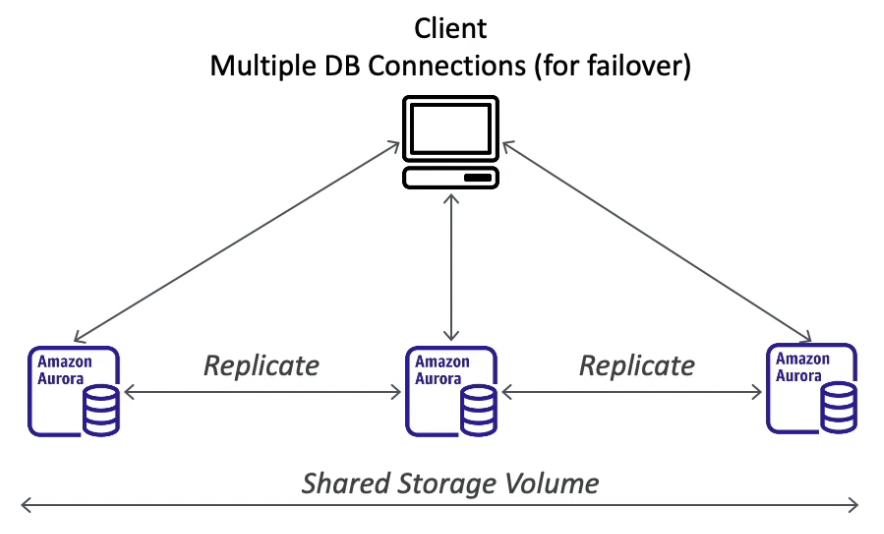 Client
Multiple DB Connections (for failover)
Amazon
Aurora
Replicate
Amazon
Aurora
Replicate
Amazon
Aurora
Shared Storage Volume